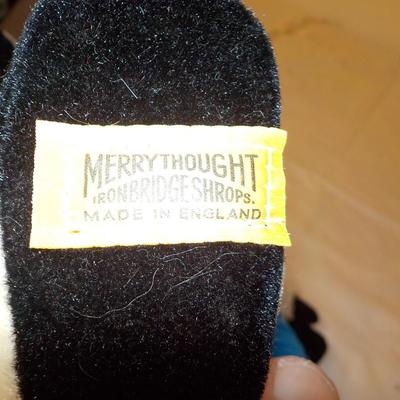 MERRYTHOUGHT
IRONBRIDGE SHROPS.
MADE IN ENGLAND